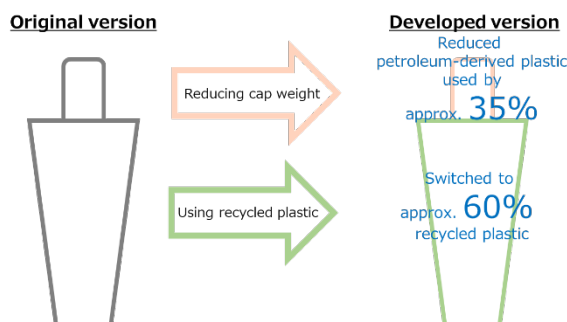 Original version
Developed version
Reduced
petroleum-derived plastic
used by
approx. 35%
Reducing cap weight
Switched to
approx. 60%
recycled plastic
Using recycled plastic